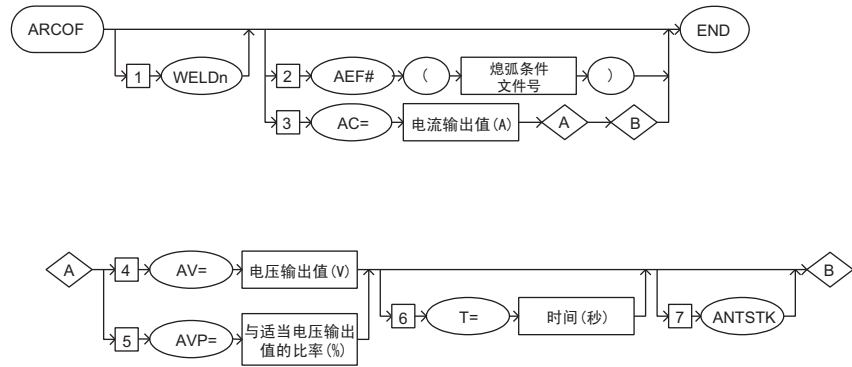 ARCOF
END
1 WELDn
2 AEF# ( 熄弧条件
文件号 )
3 AC= 电流输出值(A) A B
A 4 AV= 电压输出值(V) B
5 AVP= 与适当电压输出
值的比率(%)
6 T= 时间(秒)
7 ANTSTK